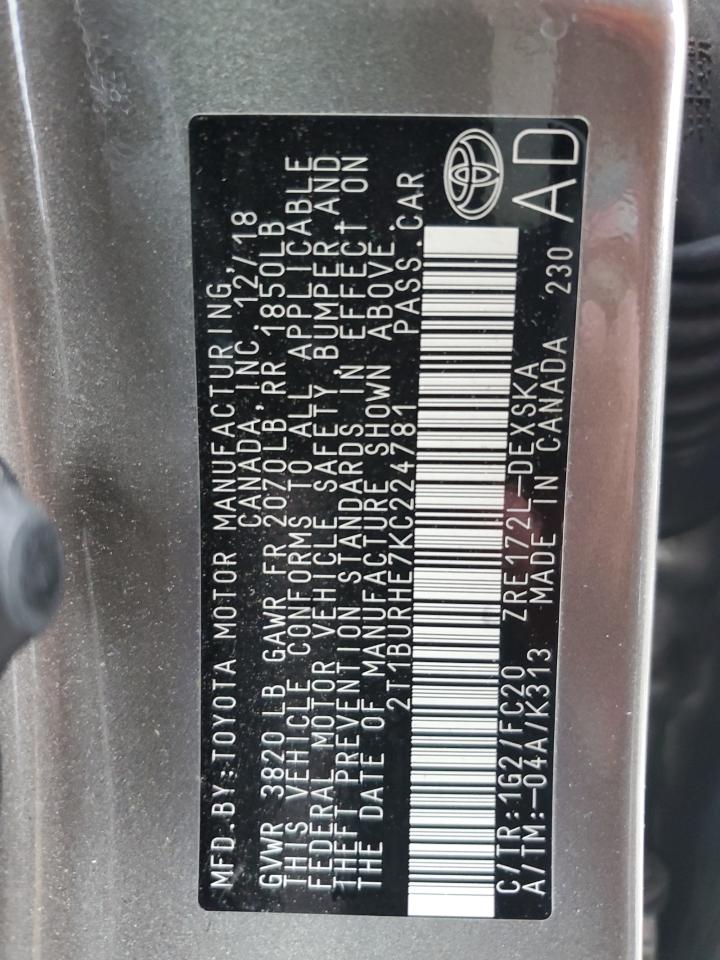 MFD.BY:TOYOTA MOTOR MANUFACTURING,
CANADA, INC. 12/18
GVWR 3820 LB GAWR FR 2070LB RR 1850LB
THIS VEHICLE CONFORMS TO ALL APPLICABLE
FEDERAL MOTOR VEHICLE SAFETY, BUMPER AND
THEFT PREVENTION STANDARDS IN EFFECT ON
THE DATE OF MANUFACTURE SHOWN ABOVE.
2T1BURHE7KC224781 PASS.CAR
C/TR:1G2/FC20 ZRE172L-DEXSKA
A/TM:-04A/K313 MADE IN CANADA 230
AD